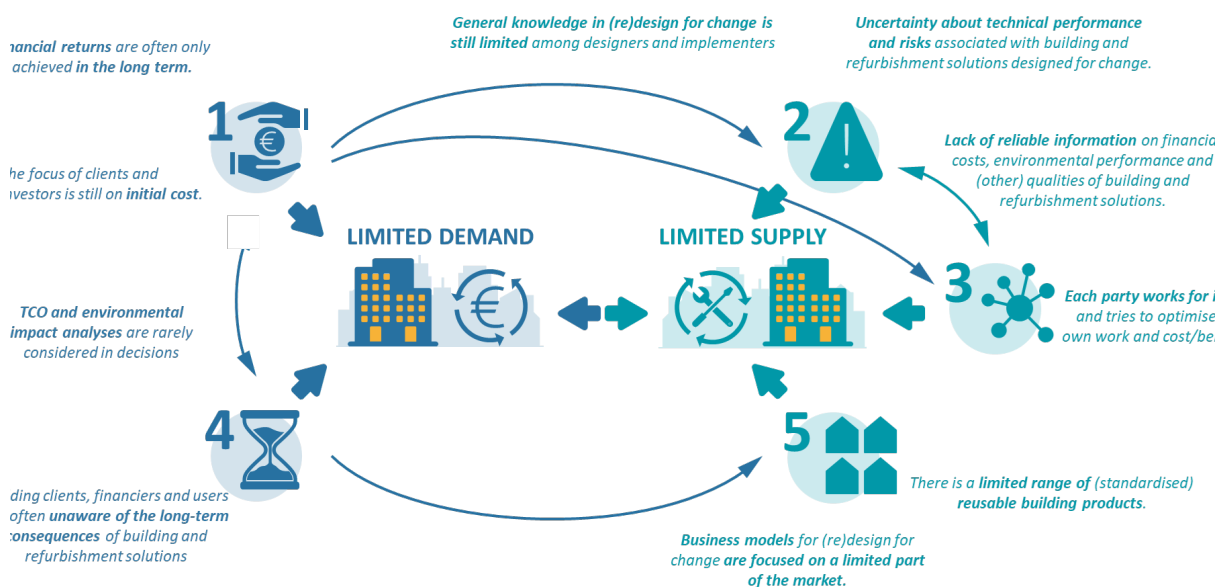 General knowledge in (re)design for change is
still limited among designers and implementers
Uncertainty about technical performance
and risks associated with building and
refurbishment solutions designed for change.
nancial returns are often only
achieved in the long term.
1
2
Lack of reliable information on financia
costs, environmental performance and
(other) qualities of building and
refurbishment solutions.
he focus of clients and
nvestors is still on initial cost.
LIMITED DEMAND
LIMITED SUPPLY
€
3
TCO and environmental
impact analyses are rarely
considered in decisions
Each party works for i
and tries to optimise
own work and cost/be
4
5
ding clients, financiers and users
often unaware of the long-term
onsequences of building and
refurbishment solutions
There is a limited range of (standardised)
reusable building products.
Business models for (re)design for
change are focused on a limited part
of the market.